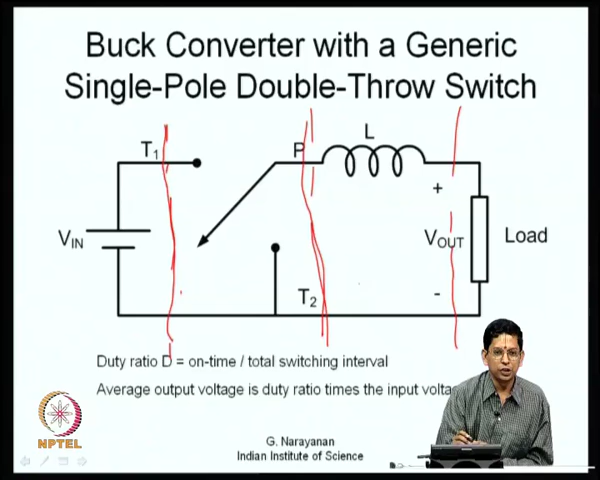 Buck Converter with a Generic
Single-Pole Double-Throw Switch
T1
P
L
+
VIN
VOUT
Load
-
T2
Duty ratio D = on-time / total switching interval
Average output voltage is duty ratio times the input
NPTEL
G. Narayanan
Indian Institute of Science